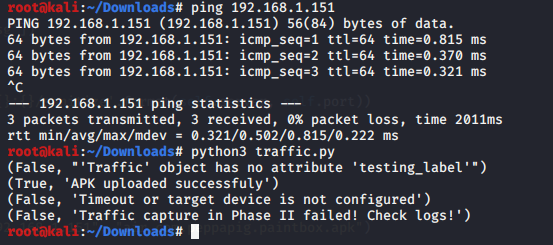 root@kali:~/Downloads# ping 192.168.1.151
PING 192.168.1.151 (192.168.1.151) 56(84) bytes of data.
64 bytes from 192.168.1.151: icmp_seq=1 ttl=64 time=0.815 ms
64 bytes from 192.168.1.151: icmp_seq=2 ttl=64 time=0.370 ms
64 bytes from 192.168.1.151: icmp_seq=3 ttl=64 time=0.321 ms
^C
--- 192.168.1.151 ping statistics ---
3 packets transmitted, 3 received, 0% packet loss, time 2011ms
rtt min/avg/max/mdev = 0.321/0.502/0.815/0.222 ms
root@kali:~/Downloads# python3 traffic.py
(False, "'Traffic' object has no attribute 'testing_label'")
(True, 'APK uploaded successfuly')
(False, 'Timeout or target device is not configured')
(False, 'Traffic capture in Phase II failed! Check logs!')
root@kali:~/Downloads#